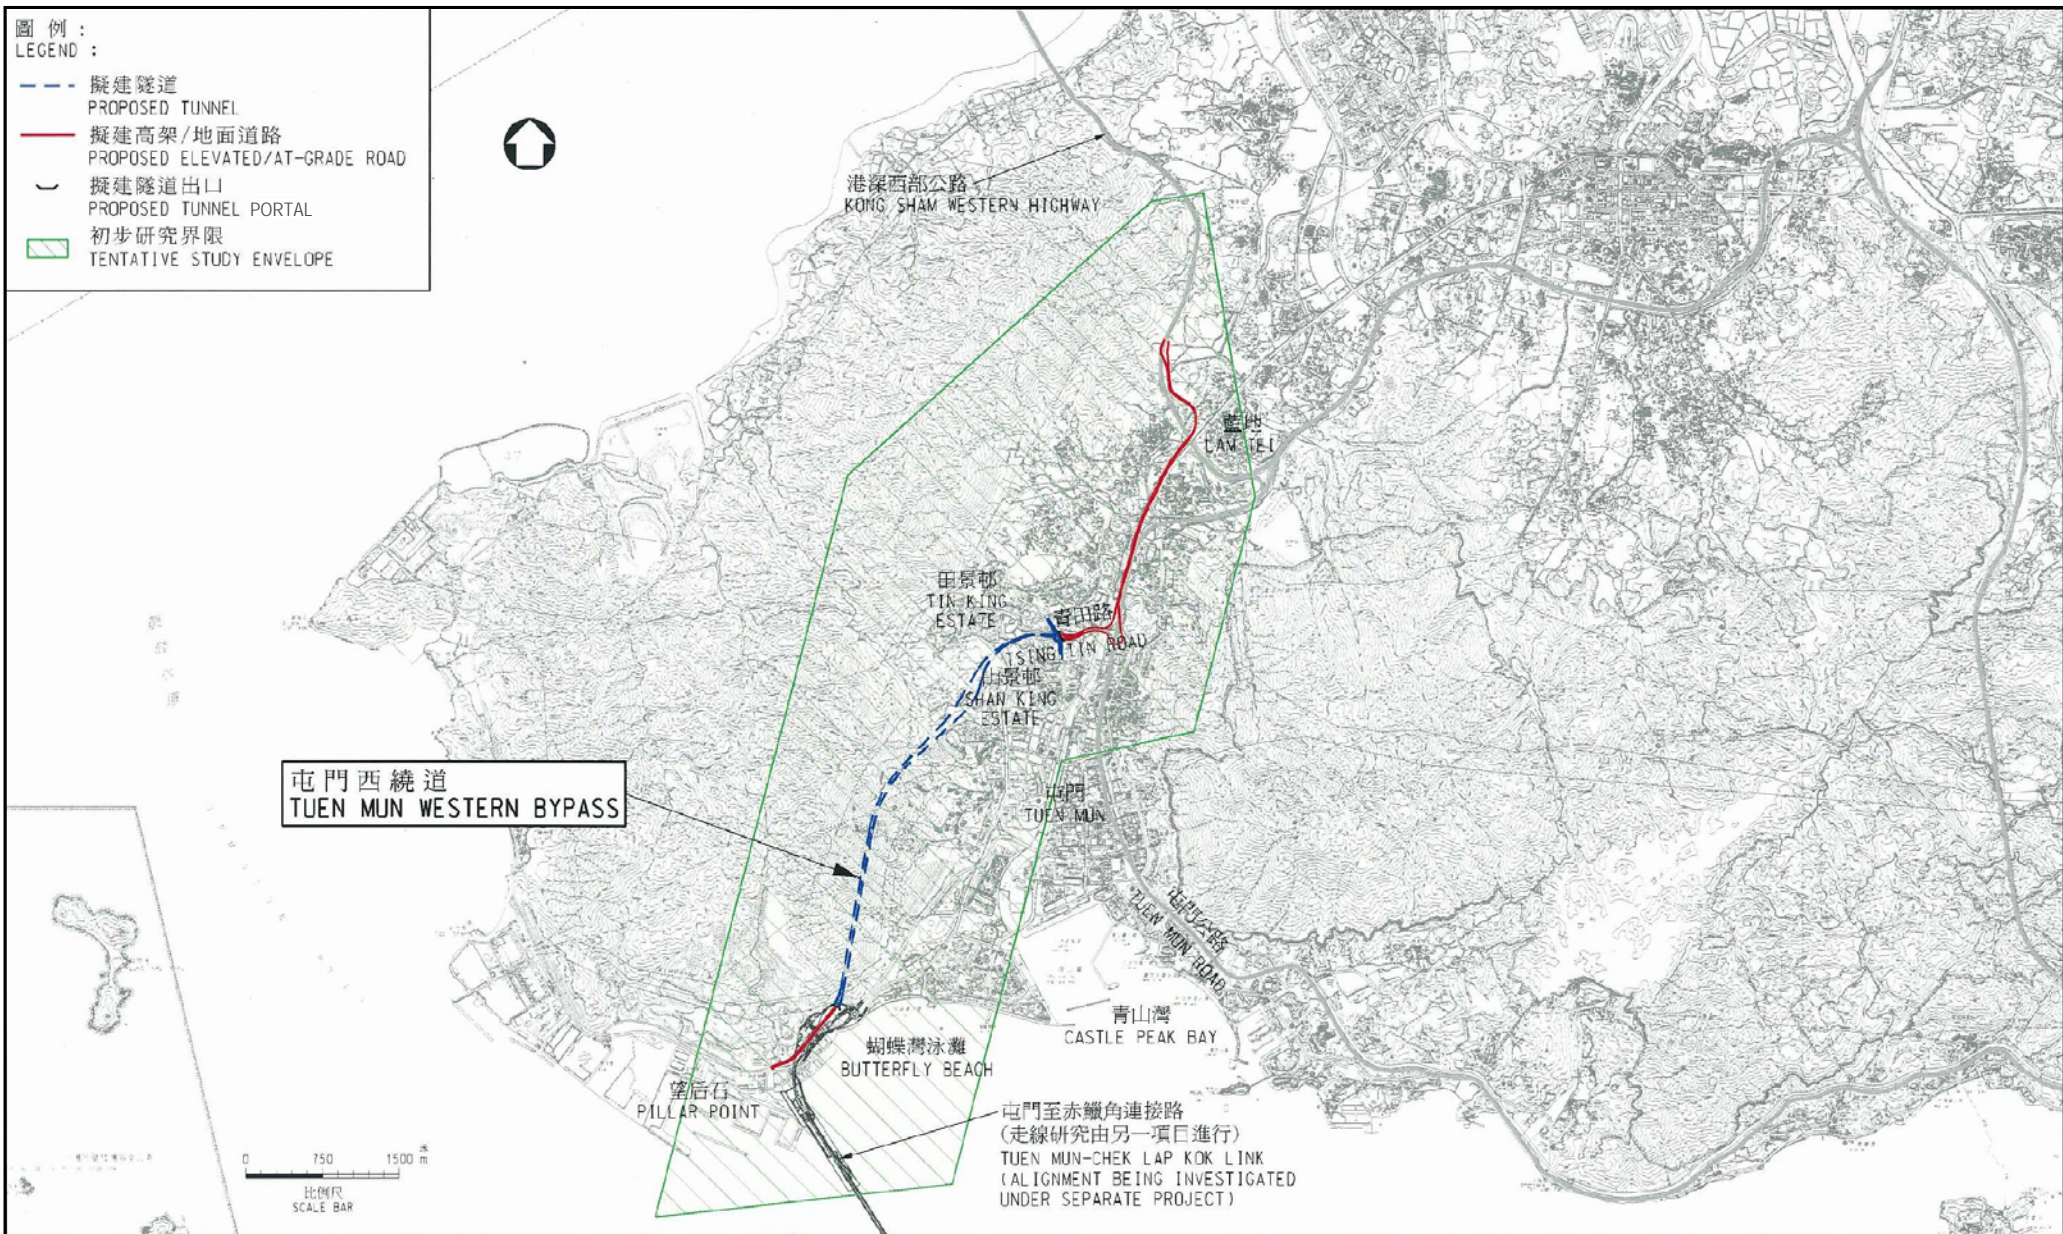 圖例：
LEGEND :
擬建隧道
PROPOSED TUNNEL
擬建高架/地面道路
PROPOSED ELEVATED/AT-GRADE ROAD
擬建隧道出口
PROPOSED TUNNEL PORTAL
初步研究界限
TENTATIVE STUDY ENVELOPE
港深西部公路
KONG SHAM WESTERN HIGHWAY
藍地
LAM TEI
田景邨
TIN KING
ESTATE
青田路
TSING TIN ROAD
山景邨
SHAN KING
ESTATE
屯門西繞道
TUEN MUN WESTERN BYPASS
屯門
TUEN MUN
屯門公路
TUEN MUN ROAD
青山灣
CASTLE PEAK BAY
蝴蝶灣泳灘
BUTTERFLY BEACH
望后石
PILLAR POINT
屯門至赤鱲角連接路
(走線研究由另一項目進行)
TUEN MUN-CHEK LAP KOK LINK
(ALIGNMENT BEING INVESTIGATED
UNDER SEPARATE PROJECT)
0 750 1500 米 m
比例尺
SCALE BAR